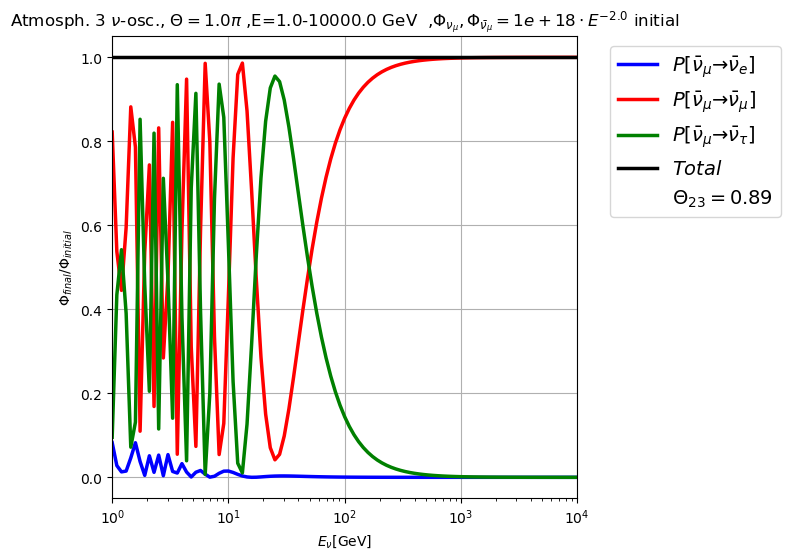 Atmosph. 3 ν-osc., Θ = 1.0π ,E=1.0-10000.0 GeV ,Φ_{ν_μ}, Φ_{ν̄_μ} = 1e + 18 · E^{−2.0} initial
P[ν̄_μ→ν̄_e]
P[ν̄_μ→ν̄_μ]
P[ν̄_μ→ν̄_τ]
Total
Θ_{23} = 0.89
Φ_{final}/Φ_{initial}
1.0
0.8
0.6
0.4
0.2
0.0
10^0
10^1
10^2
10^3
10^4
E_ν[GeV]